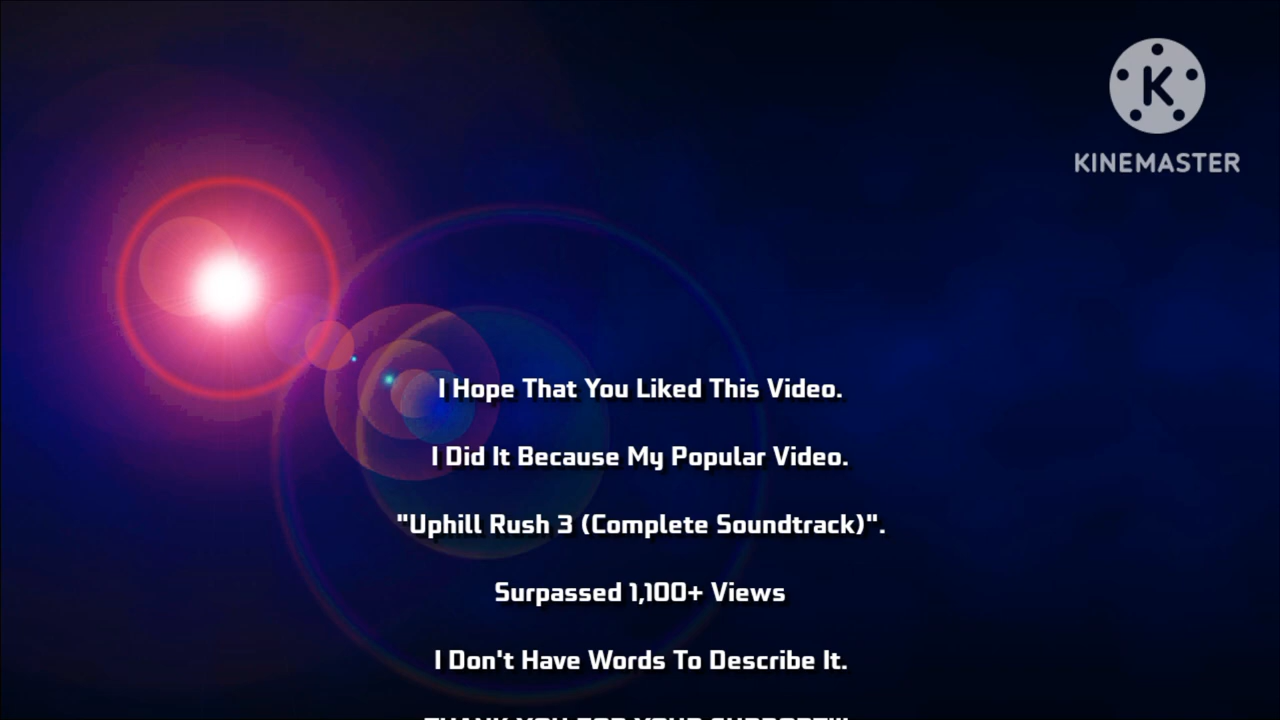 K
KINEMASTER
I Hope That You Liked This Video.
I Did It Because My Popular Video.
"Uphill Rush 3 (Complete Soundtrack)".
Surpassed 1,100+ Views
I Don't Have Words To Describe It.